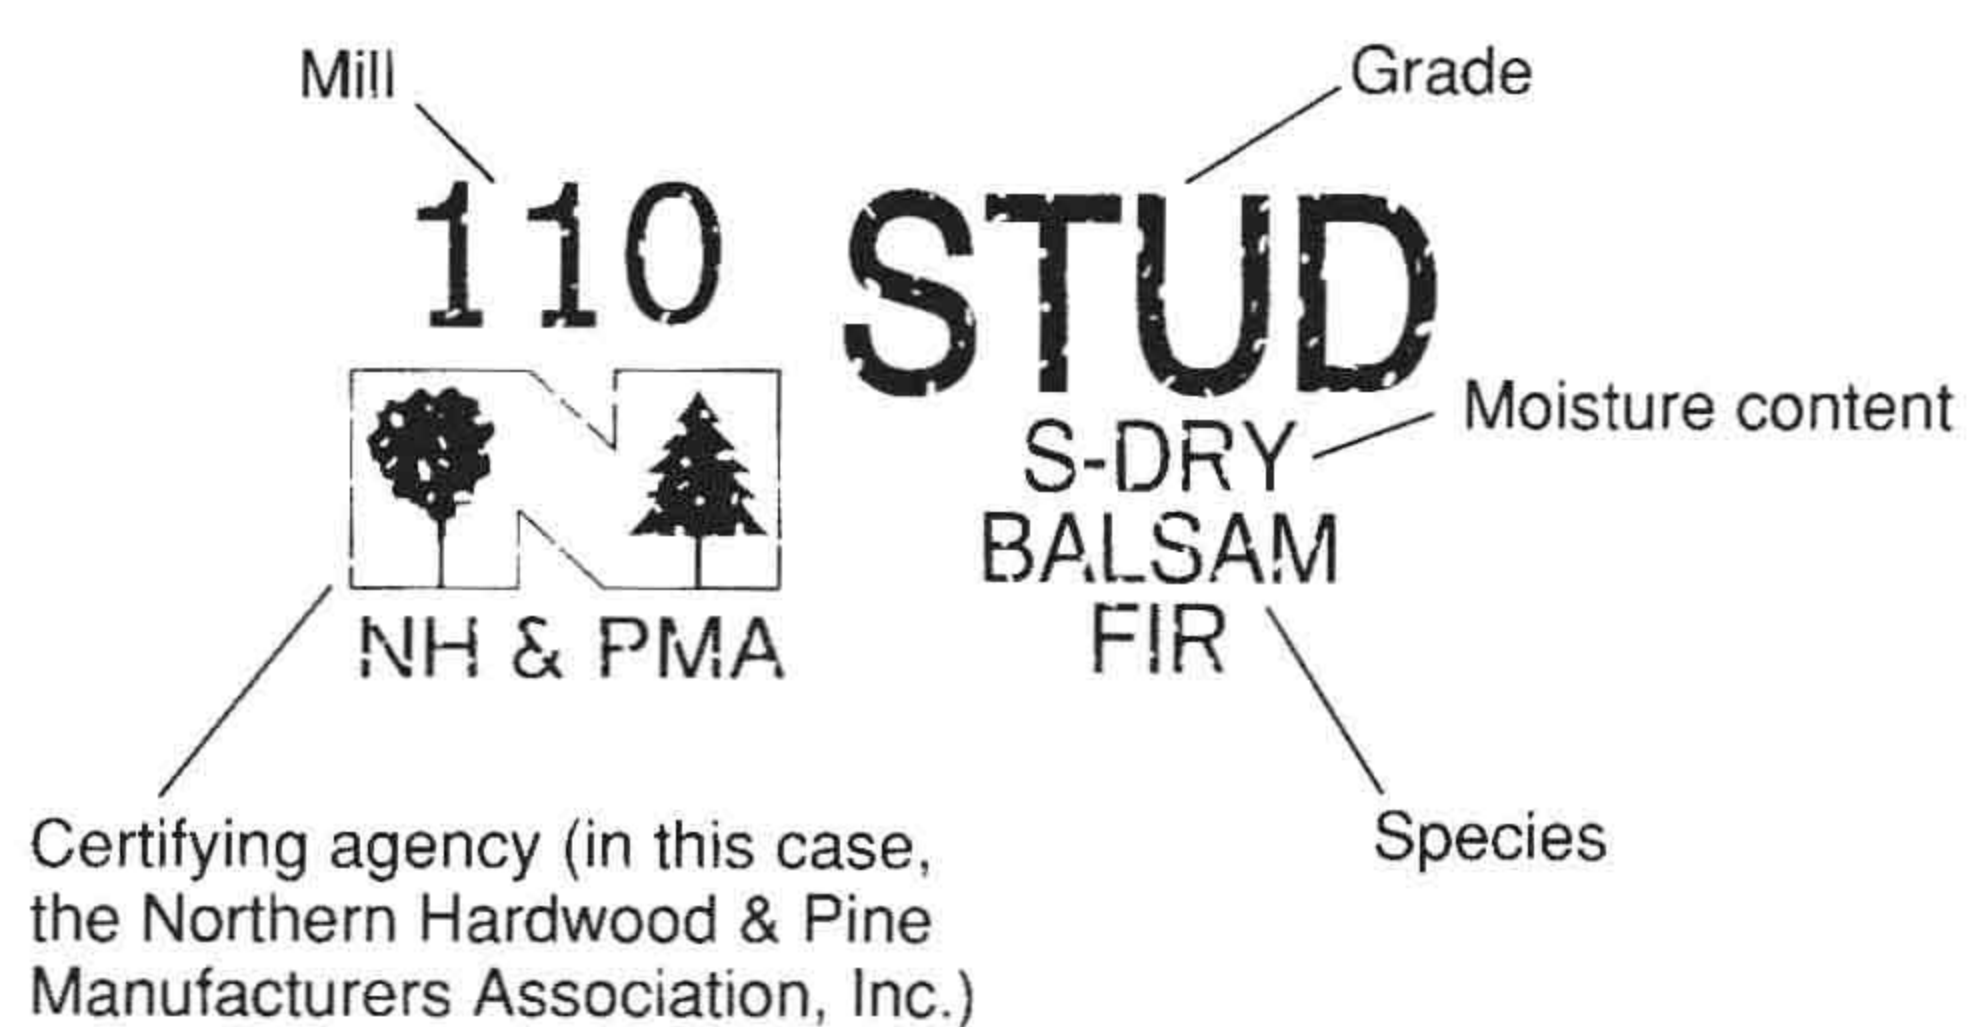 Mill
Grade
110 STUD
Moisture content
S-DRY
BALSAM
FIR
NH & PMA
Species
Certifying agency (in this case,
the Northern Hardwood & Pine
Manufacturers Association, Inc.)